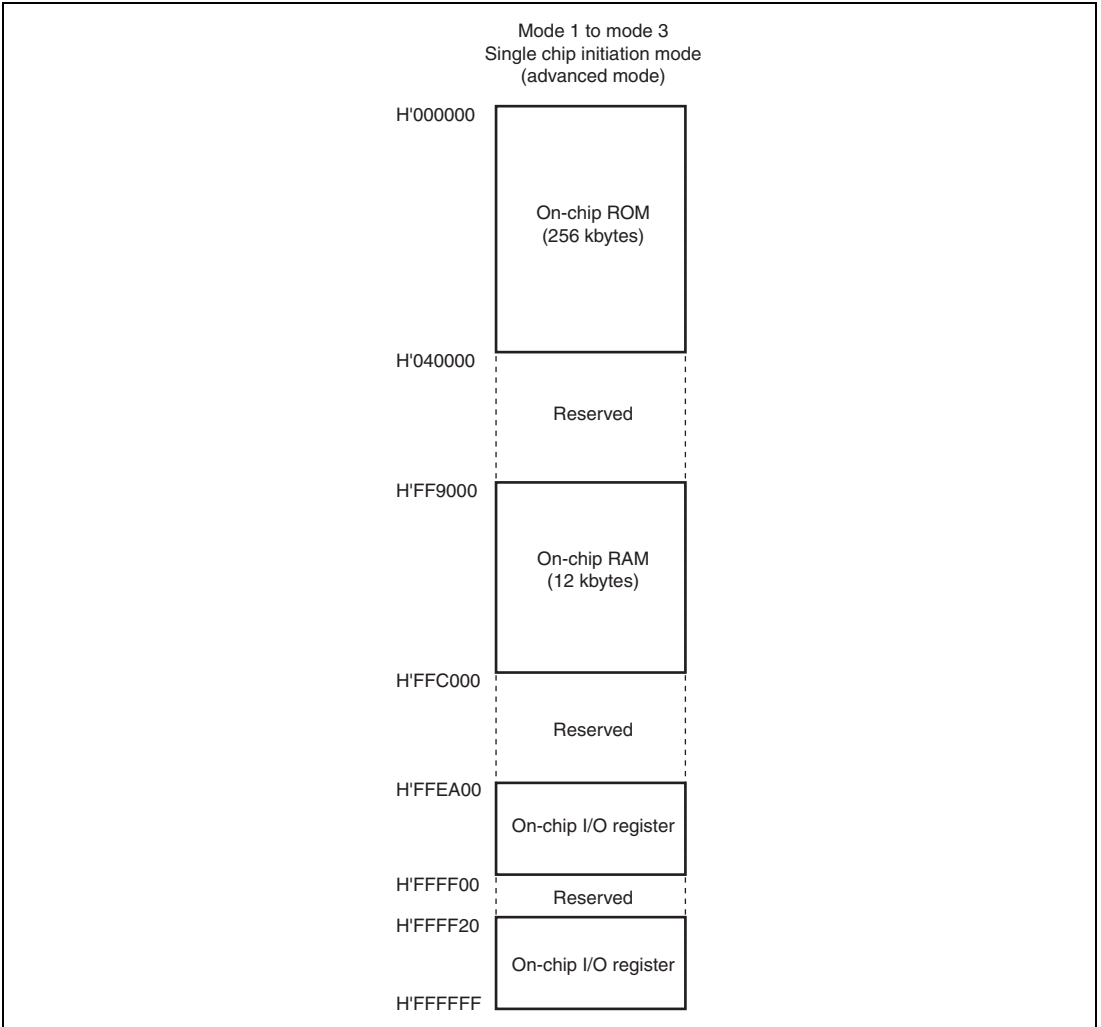 Mode 1 to mode 3
Single chip initiation mode
(advanced mode)
H'000000
On-chip ROM
(256 kbytes)
H'040000
Reserved
H'FF9000
On-chip RAM
(12 kbytes)
H'FFC000
Reserved
H'FFEA00
On-chip I/O register
H'FFFF00
Reserved
H'FFFF20
On-chip I/O register
H'FFFFFF